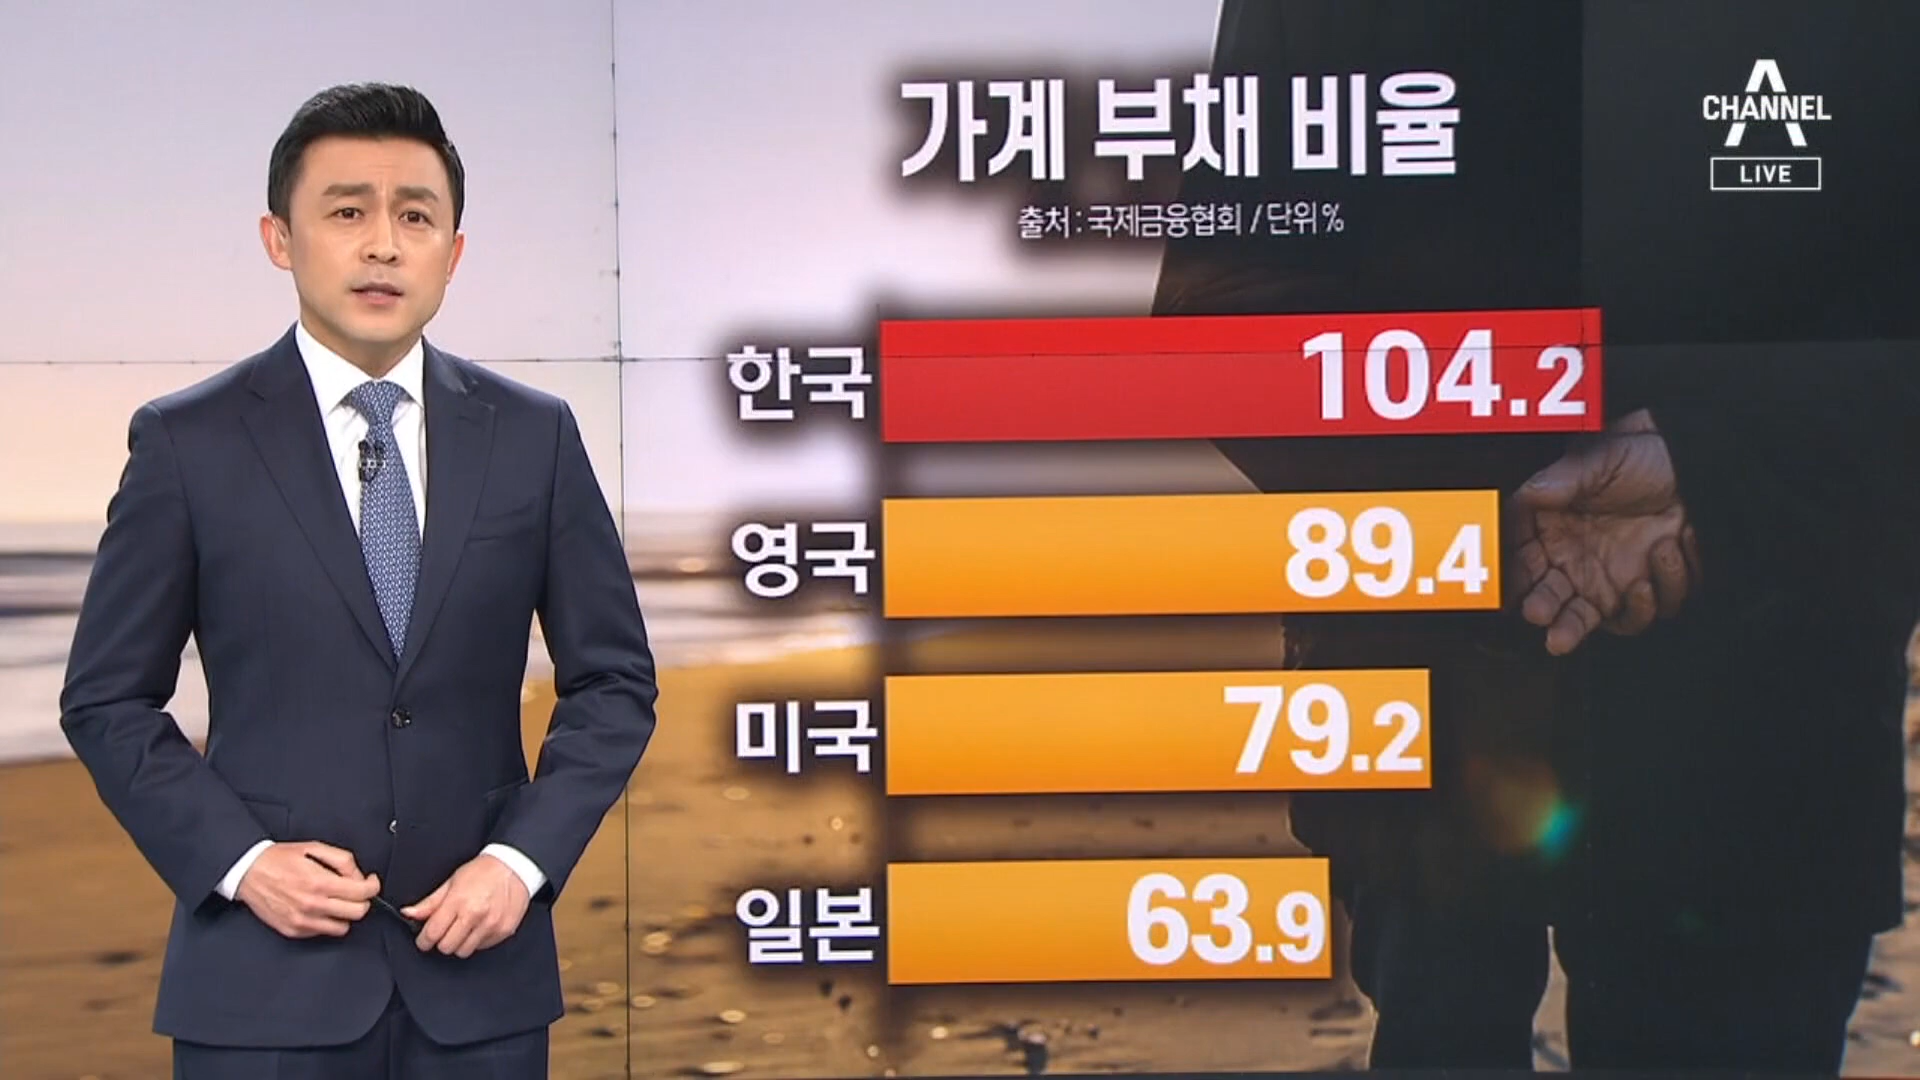 가계 부채 비율
출처 : 국제금융협회 / 단위 %
CHANNEL A
LIVE
한국 104.2
영국 89.4
미국 79.2
일본 63.9